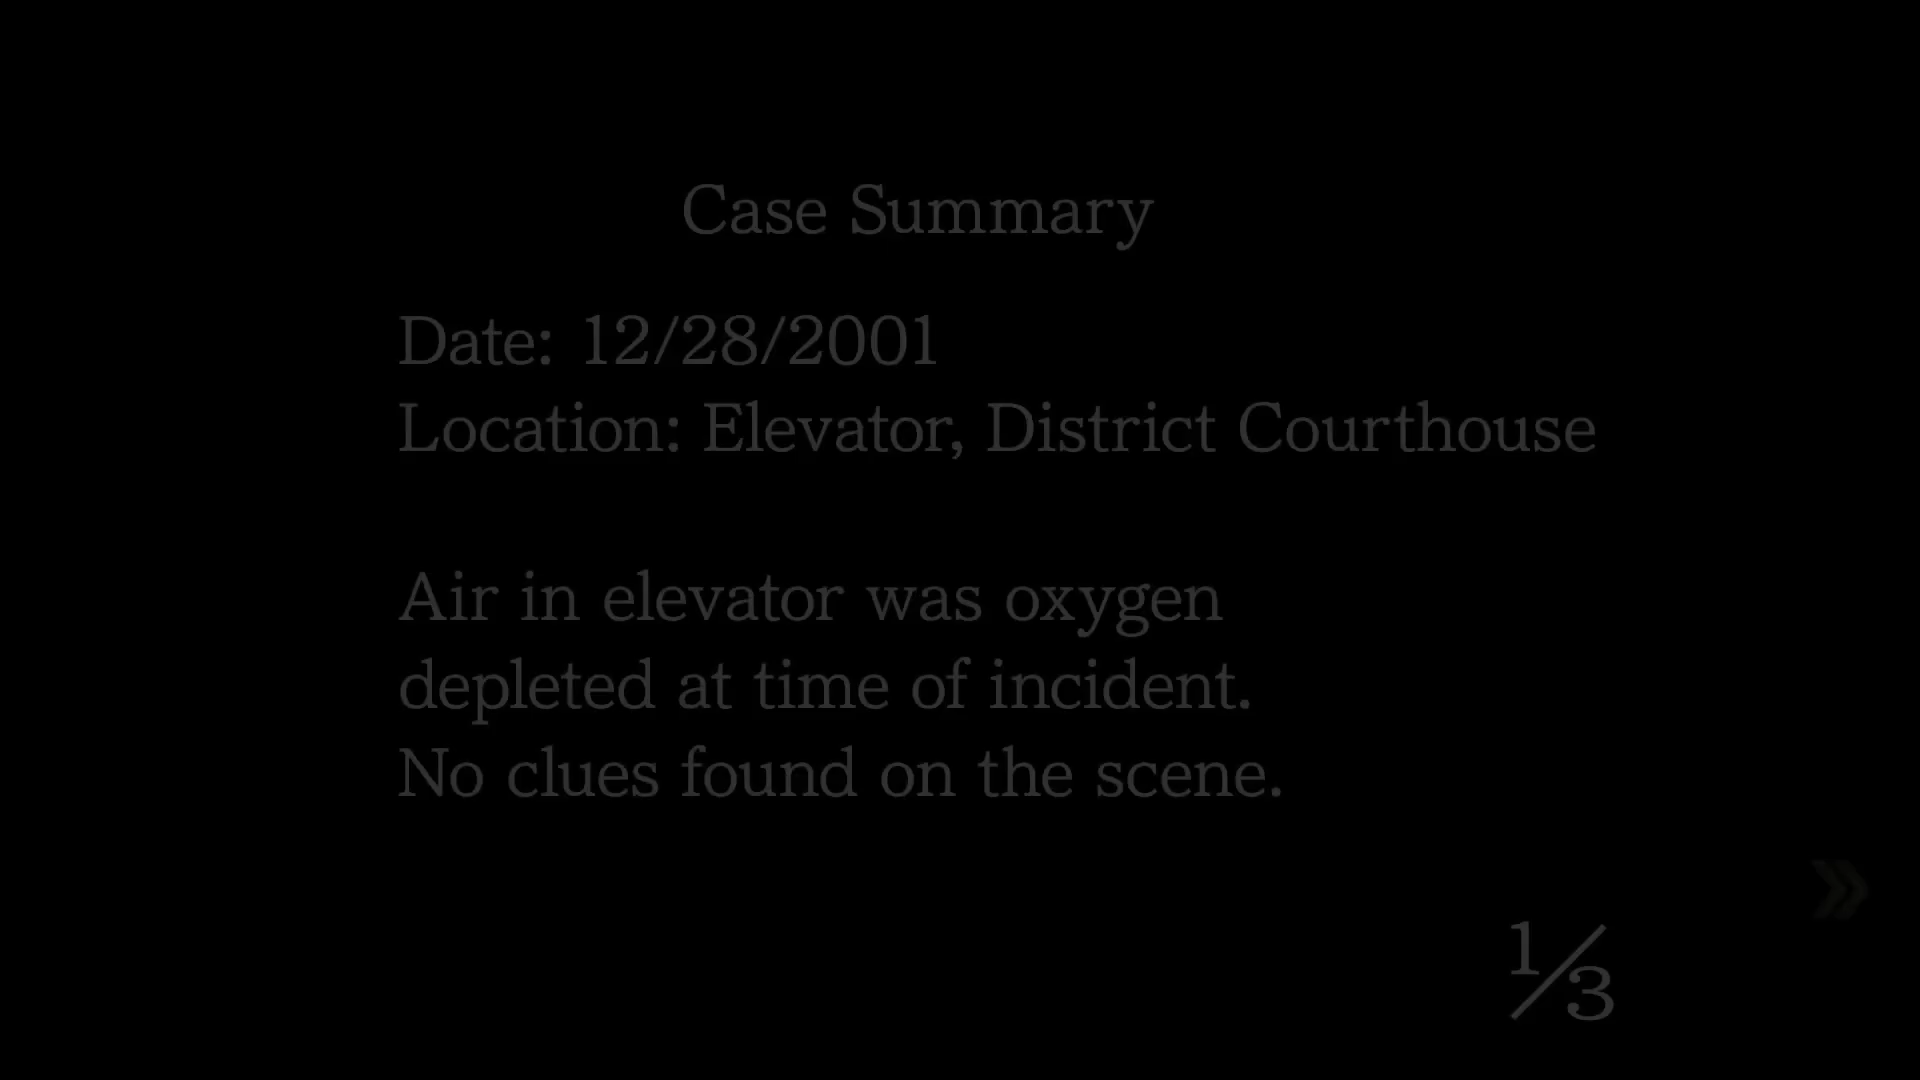 Case Summary
Date: 12/28/2001
Location: Elevator, District Courthouse
Air in elevator was oxygen
depleted at time of incident.
No clues found on the scene.
1/3